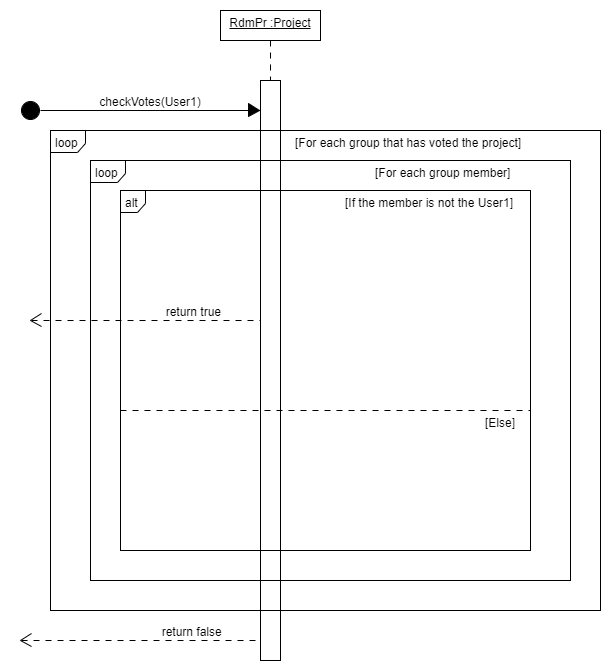 RdmPr :Project
checkVotes(User1)
loop
[For each group that has voted the project]
loop
[For each group member]
alt
[If the member is not the User1]
return true
[Else]
return false